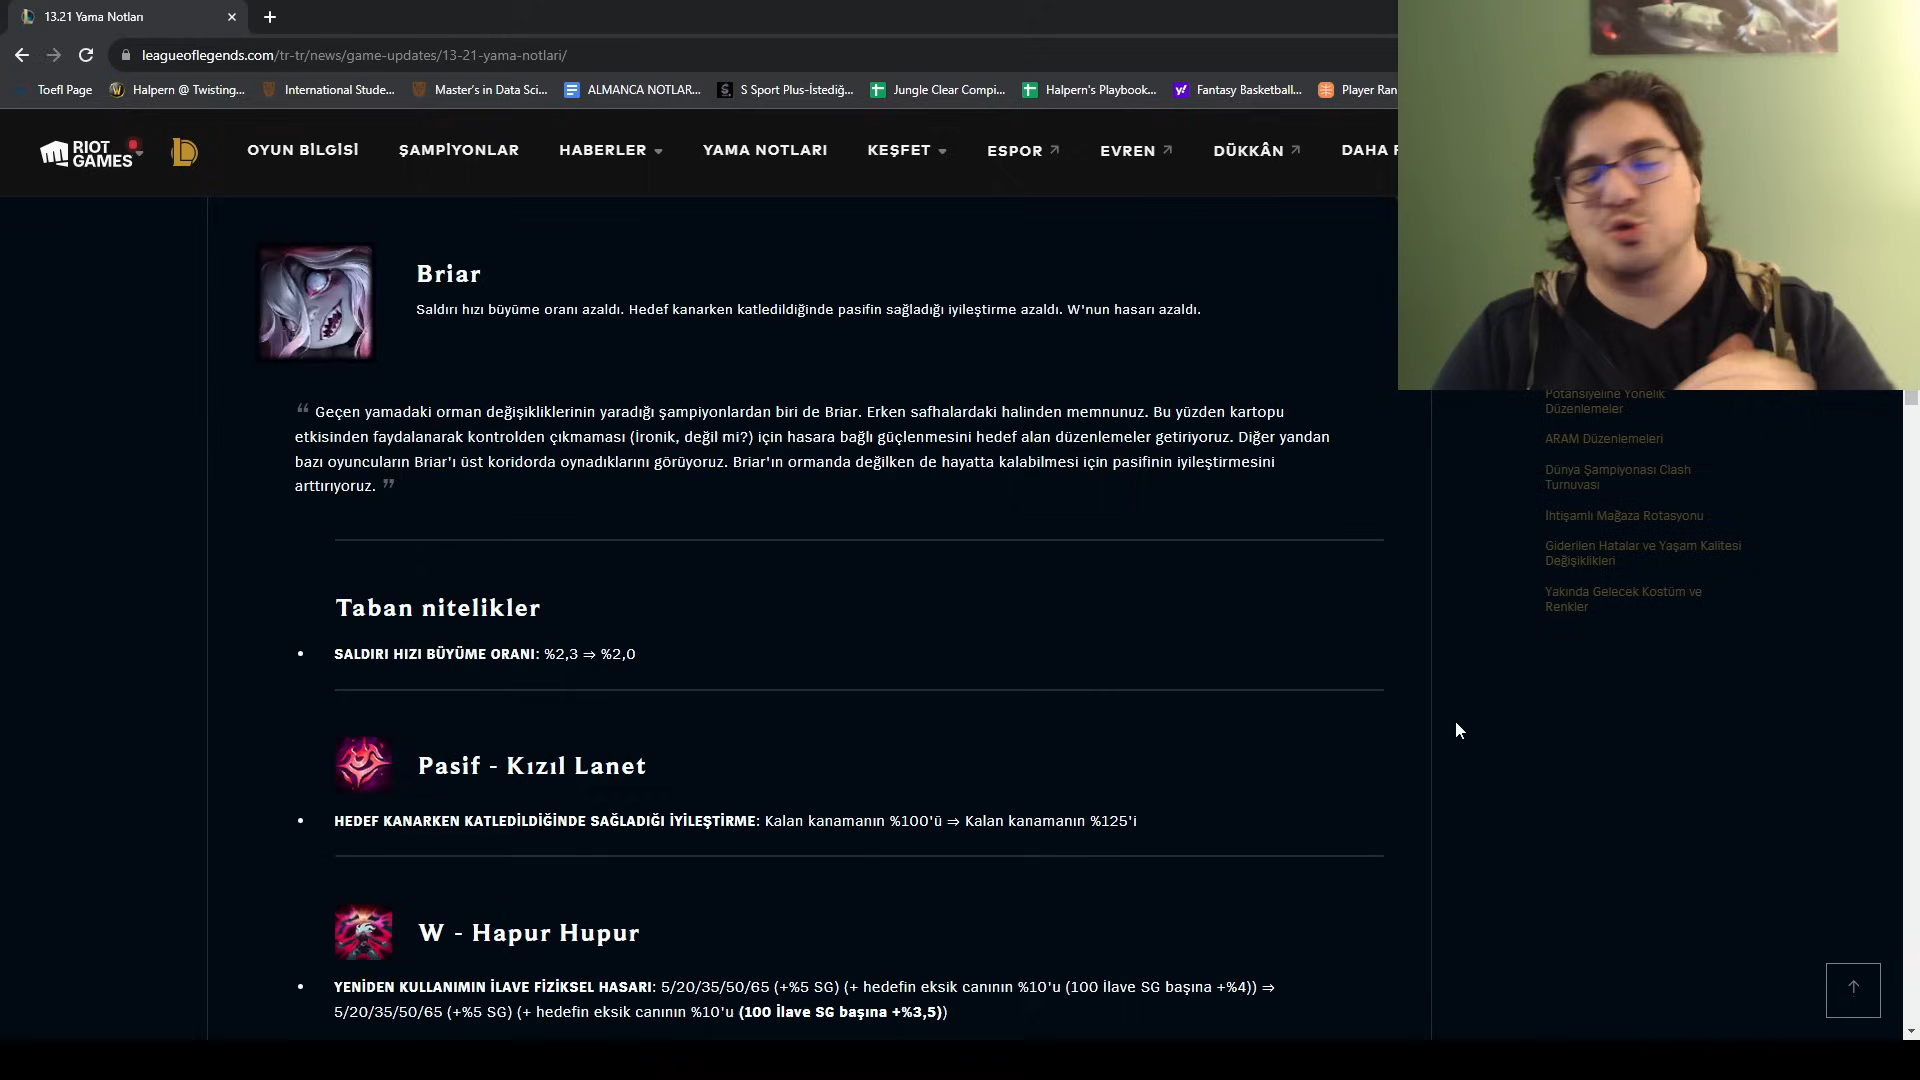 13.21 Yama Notları
leagueoflegends.com/tr-tr/news/game-updates/13-21-yama-notlari/
Toefl Page Halpern @ Twisting... International Stude... Master's in Data Sci... ALMANCA NOTLAR... S Sport Plus-İstediğ... Jungle Clear Compi... Halpern's Playbook... Fantasy Basketball... Player Ran
RIOT GAMES OYUN BİLGİSİ ŞAMPİYONLAR HABERLER YAMA NOTLARI KEŞFET ESPOR EVREN DÜKKÂN DAHA F
Briar
Saldırı hızı büyüme oranı azaldı. Hedef kanarken katledildiğinde pasifin sağladığı iyileştirme azaldı. W'nun hasarı azaldı.
“ Geçen yamadaki orman değişikliklerinin yaradığı şampiyonlardan biri de Briar. Erken safhalardaki halinden memnunuz. Bu yüzden kartopu
etkisinden faydalanarak kontrolden çıkmaması (İronik, değil mi?) için hasara bağlı güçlenmesini hedef alan düzenlemeler getiriyoruz. Diğer yandan
bazı oyuncuların Briar'ı üst koridorda oynadıklarını görüyoruz. Briar'ın ormanda değilken de hayatta kalabilmesi için pasifinin iyileştirmesini
arttırıyoruz. ”
Taban nitelikler
• SALDIRI HIZI BÜYÜME ORANI: %2,3 ⇒ %2,0
Pasif - Kızıl Lanet
• HEDEF KANARKEN KATLEDİLDİĞİNDE SAĞLADIĞI İYİLEŞTİRME: Kalan kanamanın %100'ü ⇒ Kalan kanamanın %125'i
W - Hapur Hupur
• YENİDEN KULLANIMIN İLAVE FİZİKSEL HASARI: 5/20/35/50/65 (+%5 SG) (+ hedefin eksik canının %10'u (100 İlave SG başına +%4)) ⇒
5/20/35/50/65 (+%5 SG) (+ hedefin eksik canının %10'u (100 İlave SG başına +%3,5))
Potansiyeline Yönelik
Düzenlemeler
ARAM Düzenlemeleri
Dünya Şampiyonası Clash
Turnuvası
İhtişamlı Mağaza Rotasyonu
Giderilen Hatalar ve Yaşam Kalitesi
Değişiklikleri
Yakında Gelecek Kostüm ve
Renkler